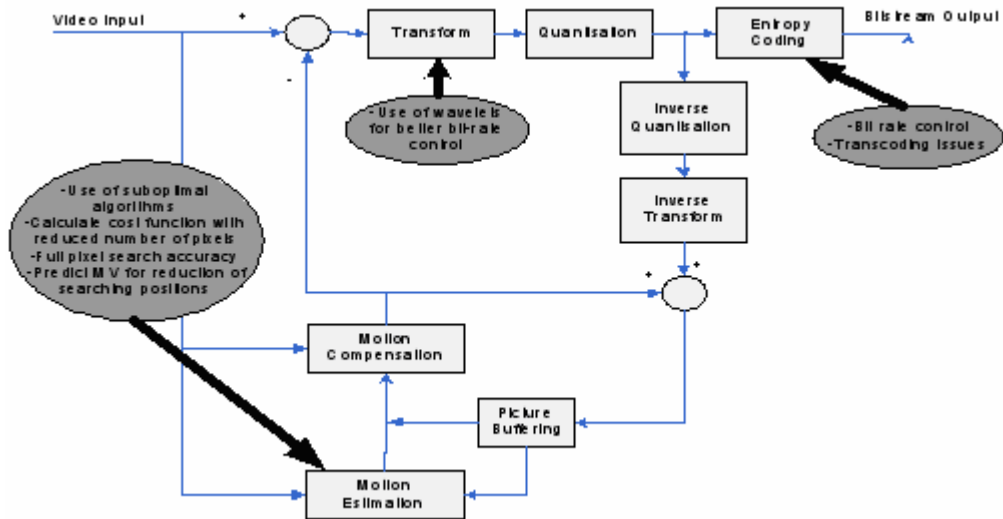 Video Input
+
Transform
Quantisation
Entropy
Coding
Bitstream Output
-
- Use of wavelets
for better bit-rate
control
Inverse
Quantisation
- Bit rate control
- Transcoding issues
Inverse
Transform
-Use of suboptimal
algorithms
-Calculate cost function with
reduced number of pixels
-Full pixel search accuracy
-Predict MV for reduction of
searching positions
+
+
Motion
Compensation
Picture
Buffering
Motion
Estimation